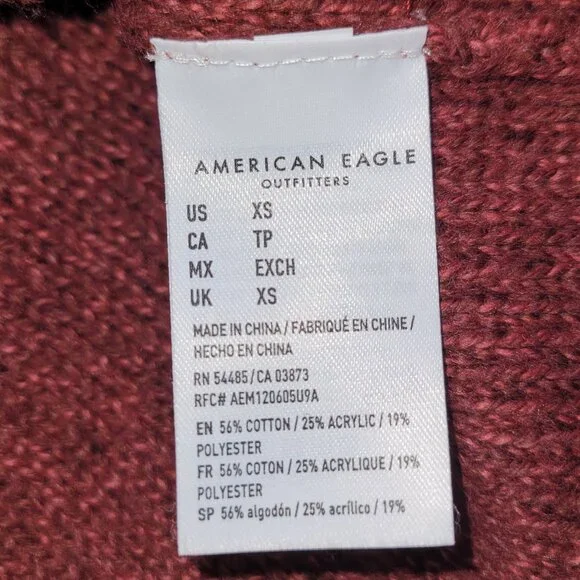 AMERICAN EAGLE
OUTFITTERS
US XS
CA TP
MX EXCH
UK XS
MADE IN CHINA / FABRIQUÉ EN CHINE /
HECHO EN CHINA
RN 54485/CA 03873
RFC# AEM120605U9A
EN 56% COTTON / 25% ACRYLIC / 19%
POLYESTER
FR 56% COTON / 25% ACRYLIQUE / 19%
POLYESTER
SP 56% algodón / 25% acrílico / 19%